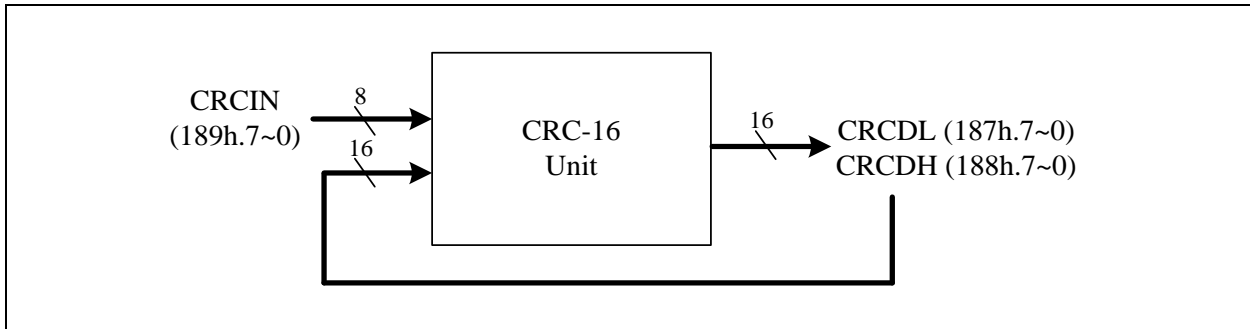 CRCIN
(189h.7~0)
8
16
CRC-16
Unit
16
CRCDL (187h.7~0)
CRCDH (188h.7~0)